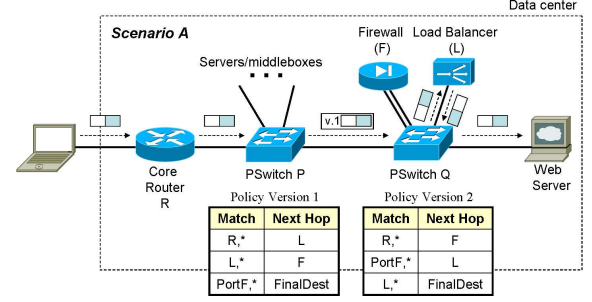 Data center
Scenario A
Firewall
(F)
Load Balancer
(L)
Servers/middleboxes
v.1
Core
Router
R
PSwitch P
PSwitch Q
Web
Server
Policy Version 1
Match Next Hop
R,* L
L,* F
PortF,* FinalDest
Policy Version 2
Match Next Hop
R,* F
PortF,* L
L,* FinalDest